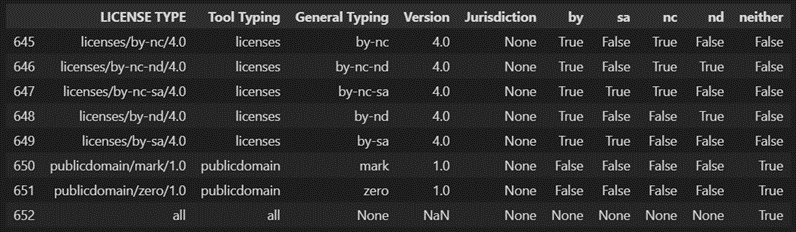 LICENSE TYPE Tool Typing General Typing Version Jurisdiction by sa nc nd neither
645 licenses/by-nc/4.0 licenses by-nc 4.0 None True False True False False
646 licenses/by-nc-nd/4.0 licenses by-nc-nd 4.0 None True False True True False
647 licenses/by-nc-sa/4.0 licenses by-nc-sa 4.0 None True True True False False
648 licenses/by-nd/4.0 licenses by-nd 4.0 None True False False True False
649 licenses/by-sa/4.0 licenses by-sa 4.0 None True True False False False
650 publicdomain/mark/1.0 publicdomain mark 1.0 None False False False False True
651 publicdomain/zero/1.0 publicdomain zero 1.0 None False False False False True
652 all all None NaN None None None None None True